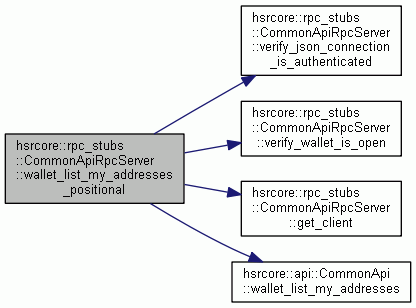 hsrcore::rpc_stubs
::CommonApiRpcServer
::verify_json_connection
_is_authenticated
hsrcore::rpc_stubs
::CommonApiRpcServer
::verify_wallet_is_open
hsrcore::rpc_stubs
::CommonApiRpcServer
::wallet_list_my_addresses
_positional
hsrcore::rpc_stubs
::CommonApiRpcServer
::get_client
hsrcore::api::CommonApi
::wallet_list_my_addresses